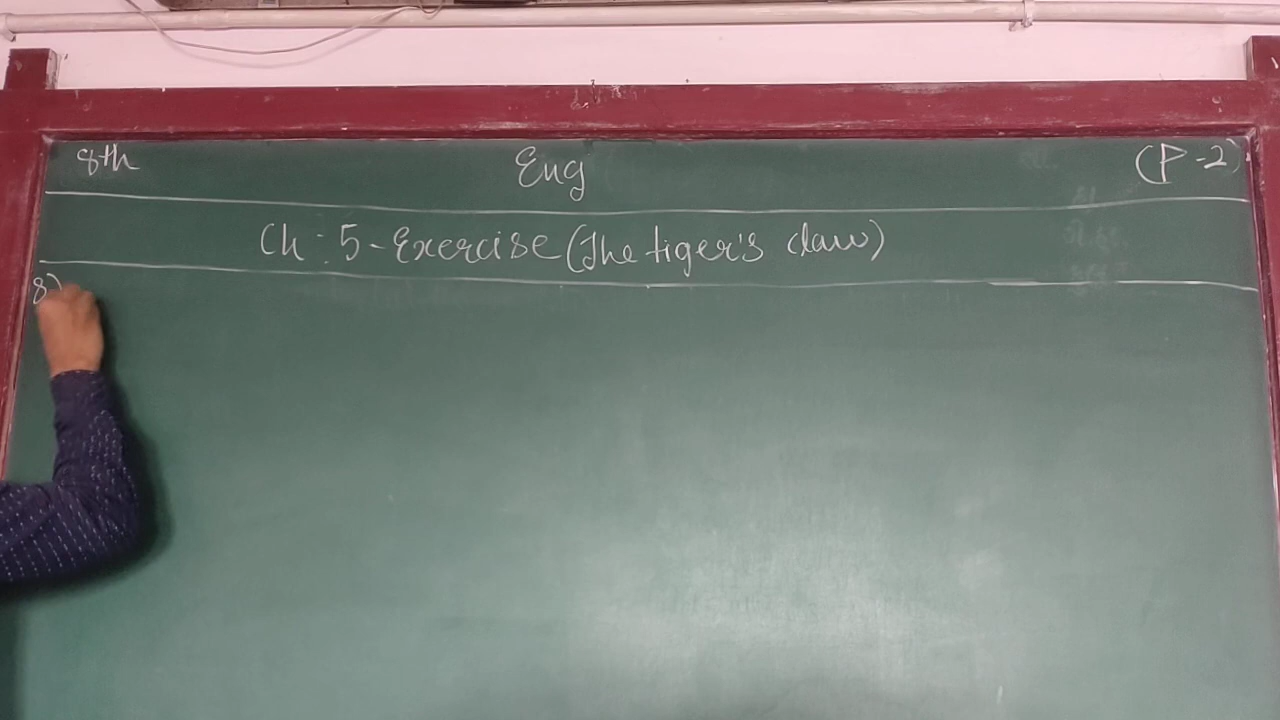 8th Eng (P-2)
Ch: 5-Exercise (The tiger's claw)
8)